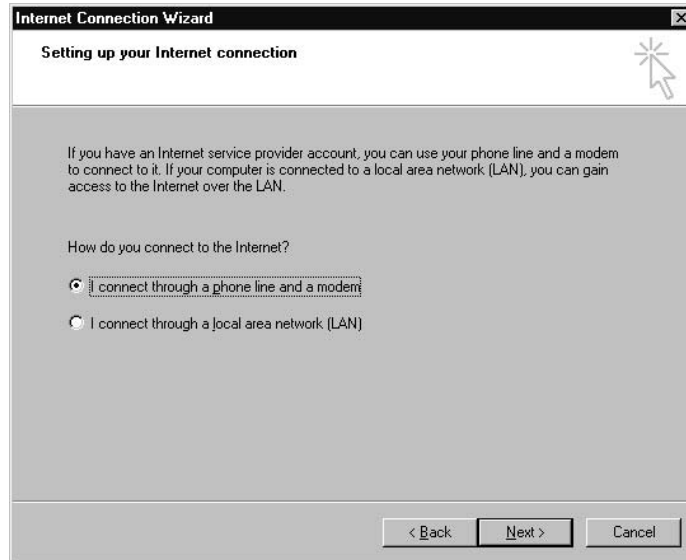 Internet Connection Wizard
Setting up your Internet connection
If you have an Internet service provider account, you can use your phone line and a modem
to connect to it. If your computer is connected to a local area network (LAN), you can gain
access to the Internet over the LAN.
How do you connect to the Internet?
I connect through a phone line and a modem
I connect through a local area network (LAN)
< Back Next > Cancel